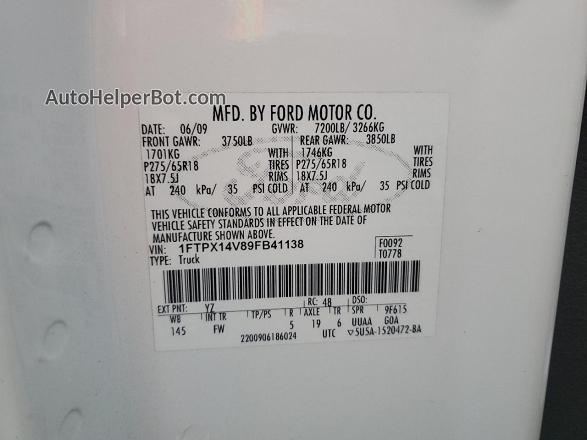 AutoHelperBot.com
MFD. BY FORD MOTOR CO.
DATE: 06/09 GVWR: 7200LB/ 3266KG
FRONT GAWR: 3750LB REAR GAWR: 3850LB
1701KG WITH 1746KG WITH
P275/65R18 TIRES P275/65R18 TIRES
18X7.5J RIMS 18X7.5J RIMS
AT 240 kPa/ 35 PSI COLD AT 240 kPa/ 35 PSI COLD
THIS VEHICLE CONFORMS TO ALL APPLICABLE FEDERAL MOTOR
VEHICLE SAFETY STANDARDS IN EFFECT ON THE DATE OF
MANUFACTURE SHOWN ABOVE.
VIN: 1FTPX14V89FB41138 F0092
TYPE: Truck T0778
EXT PNT: YZ RC: 48 DSO:
WB INT TR TP/PS R AXLE TR SPR 9F615
145 FW 5 19 6 UUAA GOA
2200906186024 UTC ▽5U5A-1520472-BA